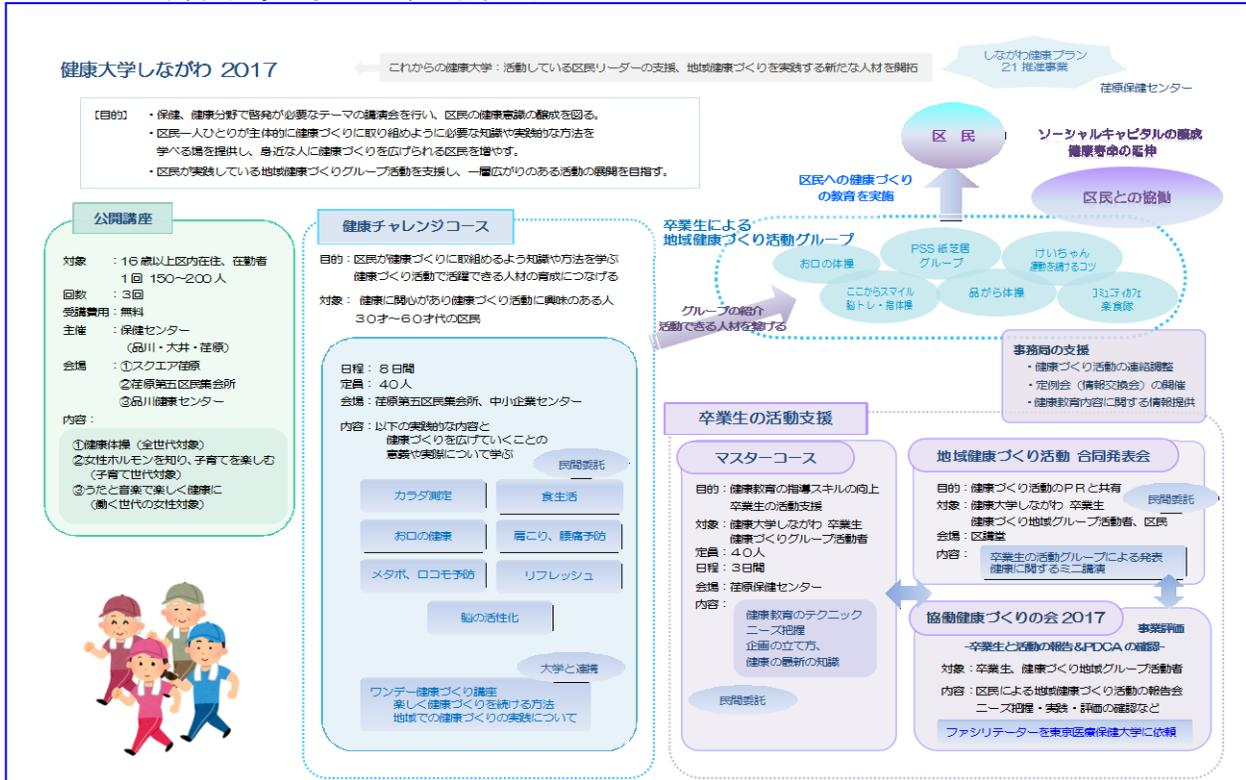 健康大学しながわ 2017
これからの健康大学：活動している区民リーダーの支援、地域健康づくりを実践する新たな人材を開拓
しながわ健康プラン
21 推進事業
荏原保健センター
【目的】 ・保健、健康分野で啓発が必要なテーマの講演会を行い、区民の健康意識の醸成を図る。
・区民一人ひとりが主体的に健康づくりに取り組めように必要な知識や実践的な方法を
学べる場を提供し、身近な人に健康づくりを広げられる区民を増やす。
・区民が実践している地域健康づくりグループ活動を支援し、一層広がりのある活動の展開を目指す。
区 民
ソーシャルキャピタルの醸成
健康寿命の延伸
区民への健康づくり
の教育を実施
区民との協働
公開講座
対象 ：16歳以上区内在住、在勤者
1回 150～200人
回数 ：3回
受講費用：無料
主催 ：保健センター
（品川・大井・荏原）
会場 ：①スクエア荏原
②荏原第五区民集会所
③品川健康センター
内容：
①健康体操（全世代対象）
②女性ホルモンを知り、子育てを楽しむ
（子育て世代対象）
③うたと音楽で楽しく健康に
（働く世代の女性対象）
健康チャレンジコース
目的：区民が健康づくりに取組めるよう知識や方法を学ぶ
健康づくり活動で活躍できる人材の育成につなげる
対象： 健康に関心があり健康づくり活動に興味のある人
30才～60才代の区民
日程： 8日間
定員： 40人
会場：荏原第五区民集会所、中小企業センター
内容：以下の実践的な内容と
健康づくりを広げていくことの
意義や実際について学ぶ
民間委託
カラダ測定
食生活
お口の健康
肩こり、腰痛予防
メタボ、ロコモ予防
リフレッシュ
脳の活性化
大学と連携
ワンデー健康づくり講座
楽しく健康づくりを続ける方法
地域での健康づくりの実践について
卒業生による
地域健康づくり活動グループ
お口の体操
PSS 紙芝居
グループ
けいちゃん
運動を続けるコツ
ここからスマイル
脳トレ・指体操
品がら体操
コミュニティカフェ
楽食隊
グループの紹介
活動できる人材を繋げる
事務局の支援
・健康づくり活動の連絡調整
・定例会（情報交換会）の開催
・健康教育内容に関する情報提供
卒業生の活動支援
マスターコース
目的：健康教育の指導スキルの向上
卒業生の活動支援
対象：健康大学しながわ 卒業生
健康づくりグループ活動者
定員：40人
日程：3日間
会場：荏原保健センター
内容：
健康教育のテクニック
ニーズ把握
企画の立て方、
健康の最新の知識
民間委託
地域健康づくり活動 合同発表会
目的：健康づくり活動のPRと共有
民間委託
対象：健康大学しながわ 卒業生
健康づくり地域グループ活動者、区民
会場：区講堂
内容：
卒業生の活動グループによる発表
健康に関するミニ講演
協働健康づくりの会 2017
事業評価
-卒業生と活動の報告&PDCAの確認-
対象：卒業生、健康づくり地域グループ活動者
内容：区民による地域健康づくり活動の報告会
ニーズ把握・実践・評価の確認など
ファシリテーターを東京医療保健大学に依頼